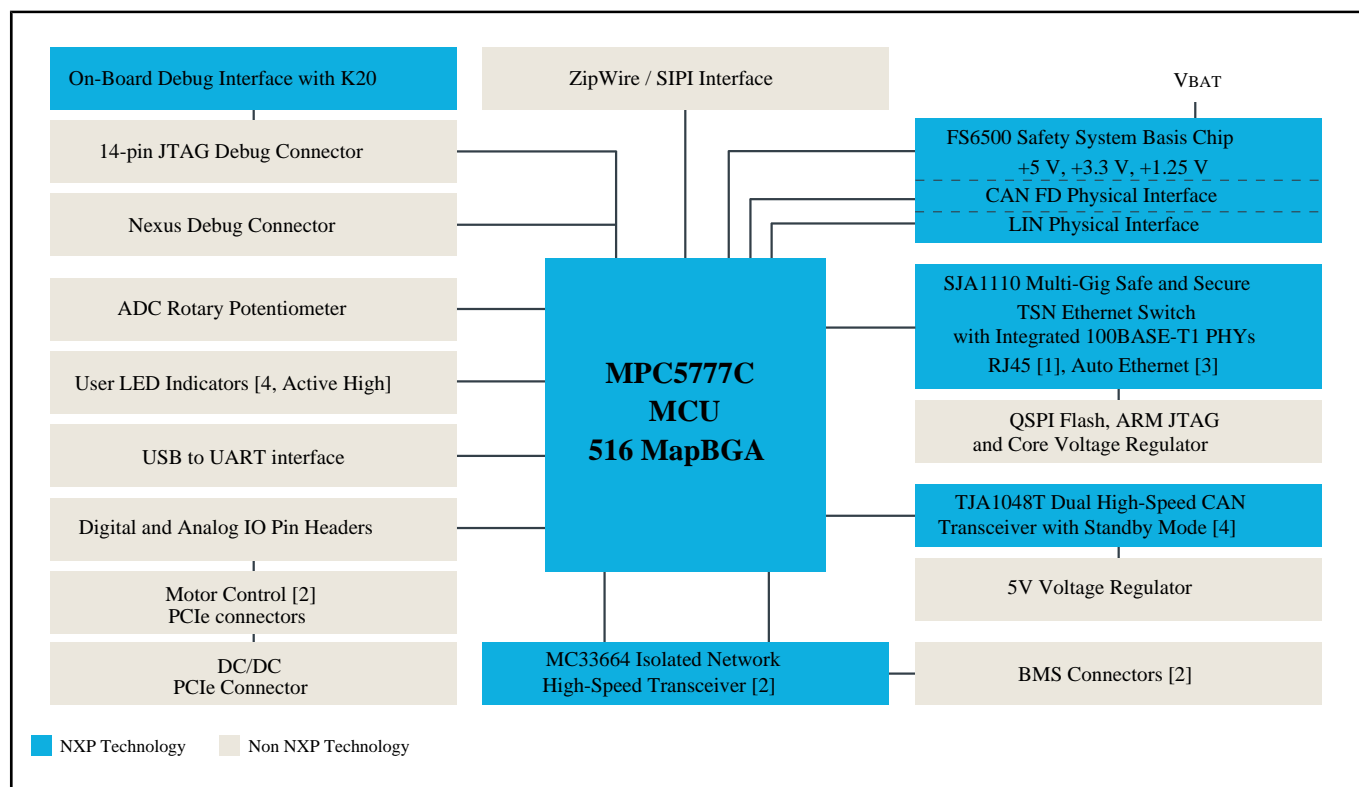 On-Board Debug Interface with K20
14-pin JTAG Debug Connector
Nexus Debug Connector
ADC Rotary Potentiometer
User LED Indicators [4, Active High]
USB to UART interface
Digital and Analog IO Pin Headers
Motor Control [2]
PCIe connectors
DC/DC
PCIe Connector
ZipWire / SIPI Interface
MPC5777C
MCU
516 MapBGA
MC33664 Isolated Network
High-Speed Transceiver [2]
VBAT
FS6500 Safety System Basis Chip
+5 V, +3.3 V, +1.25 V
CAN FD Physical Interface
LIN Physical Interface
SJA1110 Multi-Gig Safe and Secure
TSN Ethernet Switch
with Integrated 100BASE-T1 PHYs
RJ45 [1], Auto Ethernet [3]
QSPI Flash, ARM JTAG
and Core Voltage Regulator
TJA1048T Dual High-Speed CAN
Transceiver with Standby Mode [4]
5V Voltage Regulator
BMS Connectors [2]
NXP Technology
Non NXP Technology